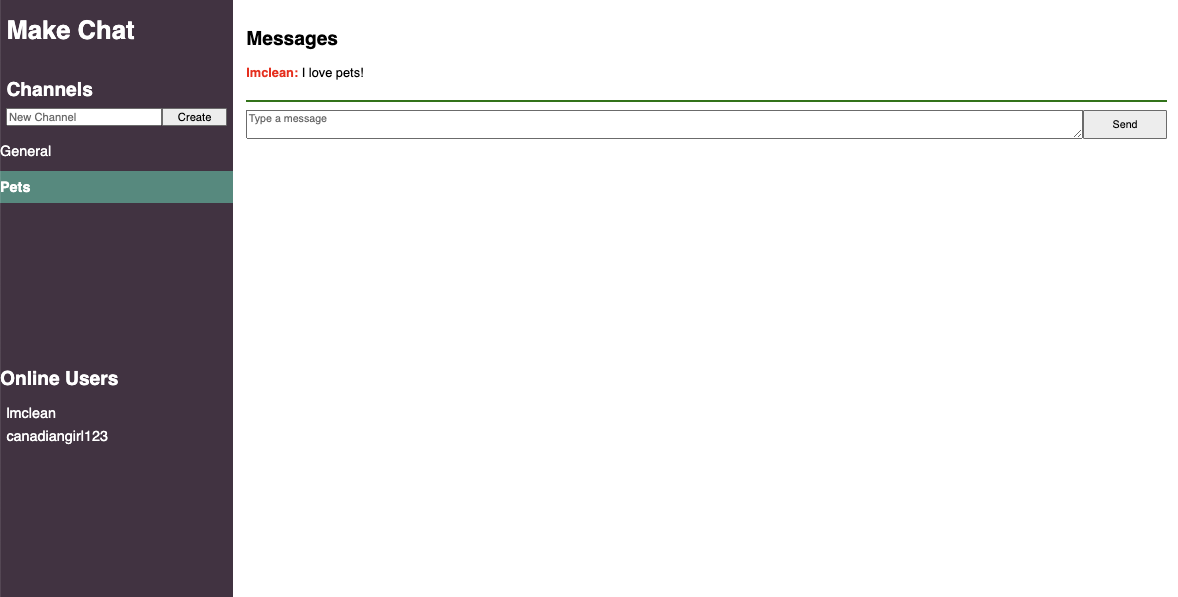 Make Chat
Channels
New Channel
Create
General
Pets
Online Users
lmclean
canadiangirl123
Messages
lmclean: I love pets!
Type a message
Send